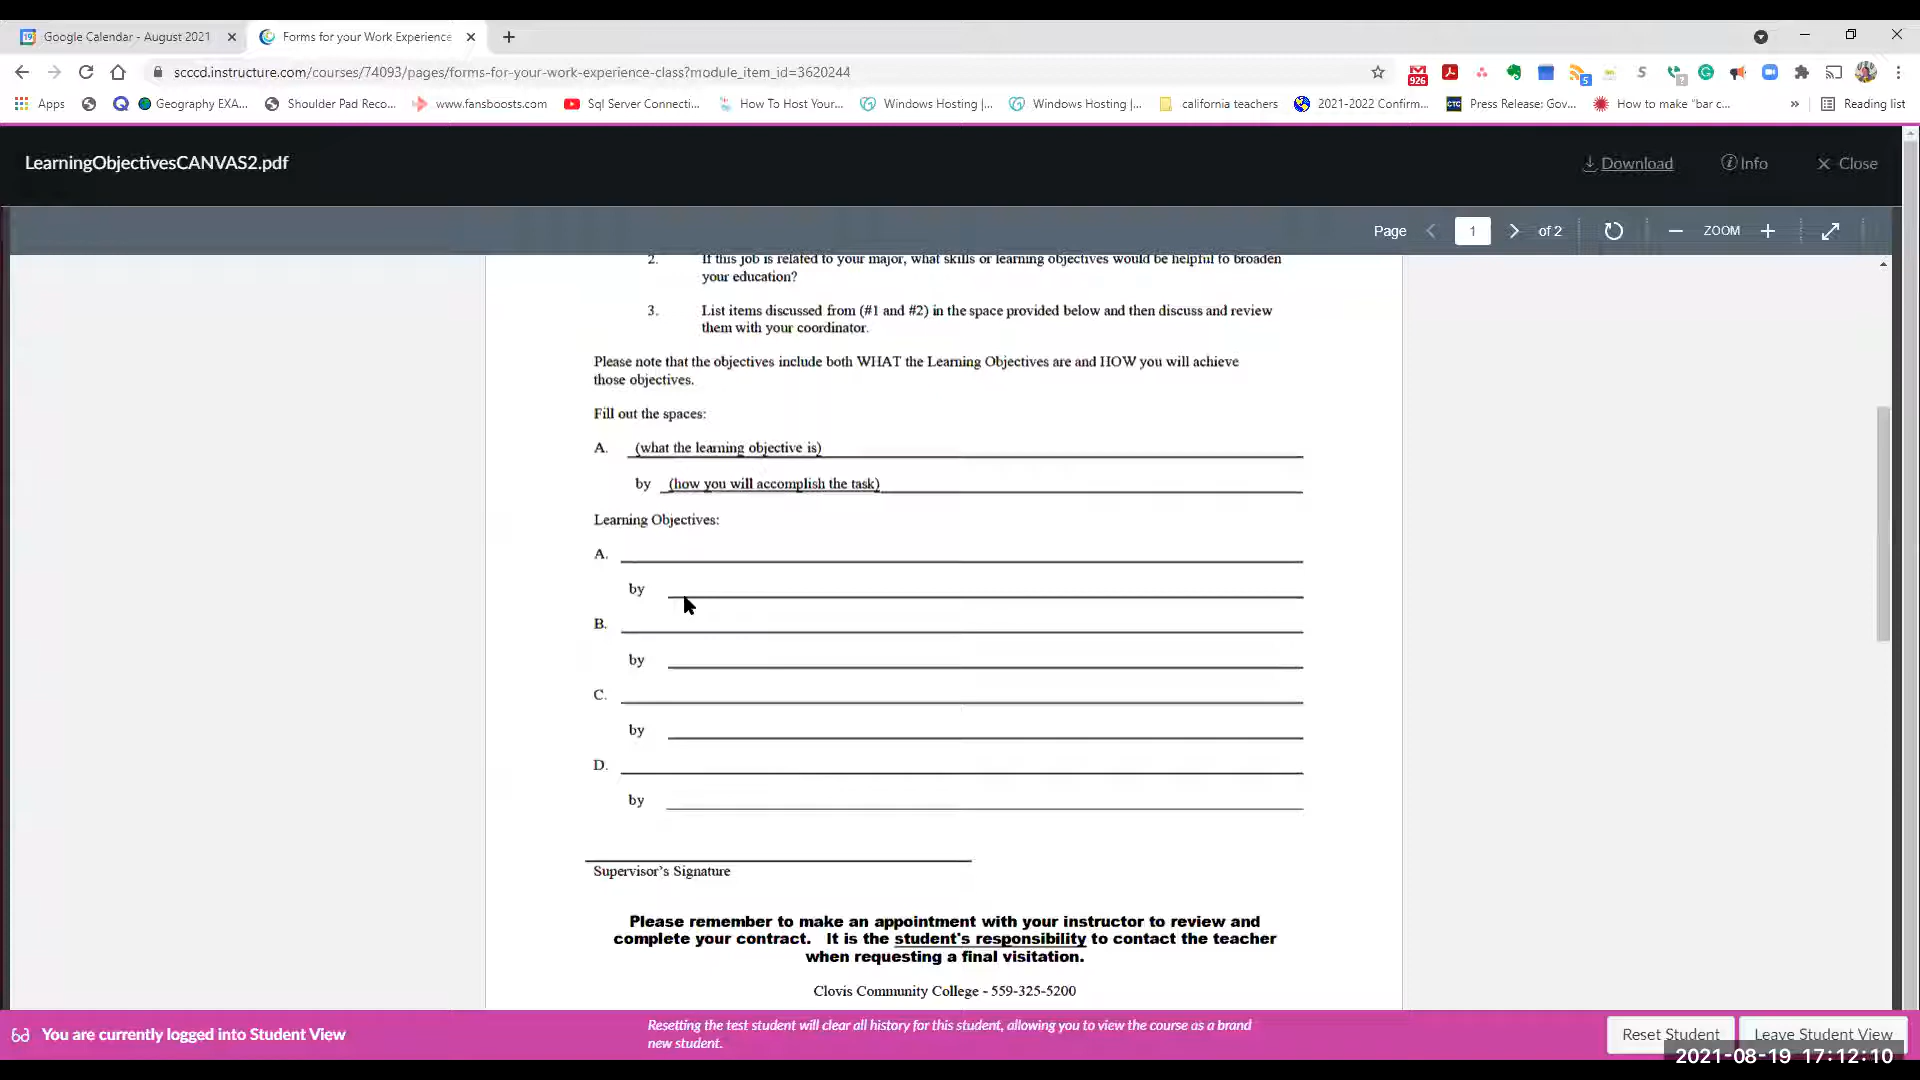 Google Calendar - August 2021
Forms for your Work Experience
scccd.instructure.com/courses/74093/pages/forms-for-your-work-experience-class?module_item_id=3620244
926
5
?
Apps
Geography EXA...
Shoulder Pad Reco...
www.fansboosts.com
Sql Server Connecti...
How To Host Your...
Windows Hosting |...
Windows Hosting |...
california teachers
2021-2022 Confirm...
CTC
Press Release: Gov...
How to make "bar c...
»
Reading list
LearningObjectivesCANVAS2.pdf
Download
Info
Close
Page
1
of 2
ZOOM
2. If this job is related to your major, what skills or learning objectives would be helpful to broaden
your education?
3. List items discussed from (#1 and #2) in the space provided below and then discuss and review
them with your coordinator.
Please note that the objectives include both WHAT the Learning Objectives are and HOW you will achieve
those objectives.
Fill out the spaces:
A. (what the learning objective is)
by (how you will accomplish the task)
Learning Objectives:
A.
by
B.
by
C.
by
D.
by
Supervisor's Signature
Please remember to make an appointment with your instructor to review and
complete your contract. It is the student's responsibility to contact the teacher
when requesting a final visitation.
Clovis Community College - 559-325-5200
You are currently logged into Student View
Resetting the test student will clear all history for this student, allowing you to view the course as a brand
new student.
Reset Student
Leave Student View
2021-08-19 17:12:10